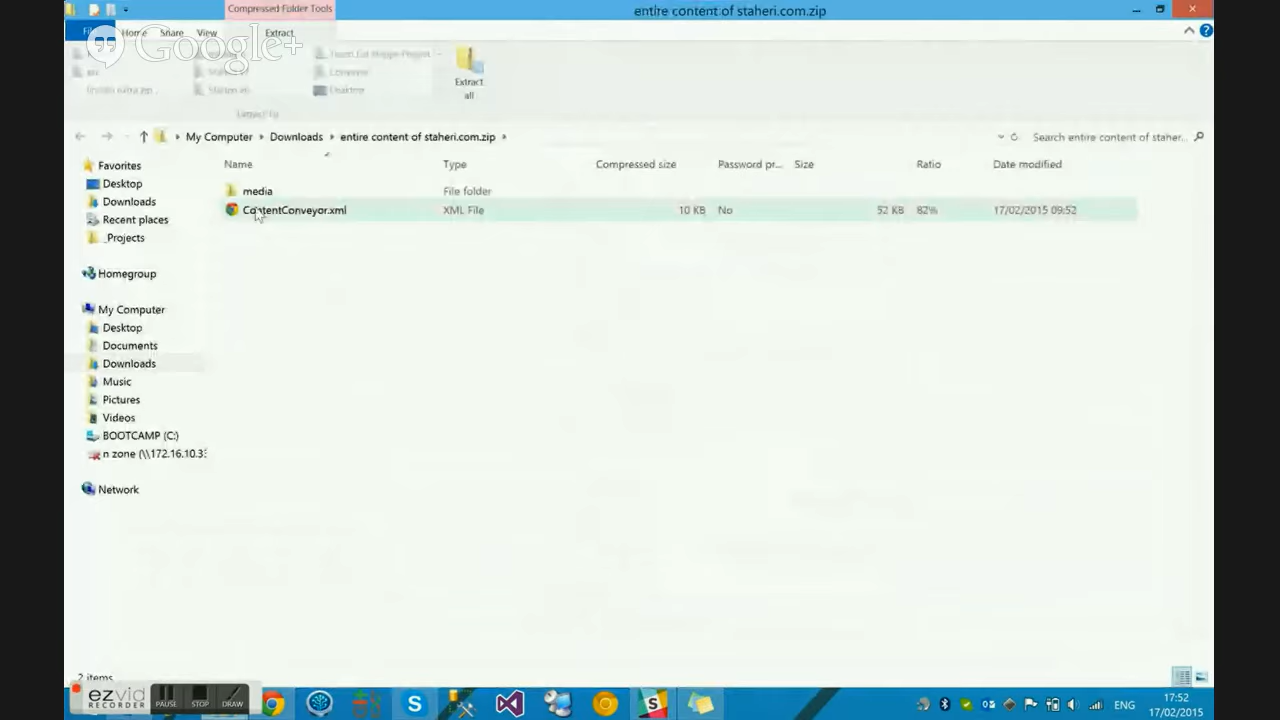 Compressed Folder Tools
entire content of staheri.com.zip
Home Share View Extract
Google+
Extract all
My Computer Downloads entire content of staheri.com.zip
Search entire content of staher...
Name Type Compressed size Password pr... Size Ratio Date modified
media File folder
ContentConveyor.xml XML File 10 KB No 52 KB 82% 17/02/2015 09:52
Favorites
Desktop
Downloads
Recent places
_Projects
Homegroup
My Computer
Desktop
Documents
Downloads
Music
Pictures
Videos
BOOTCAMP (C:)
n zone (\\172.16.10.3
Network
2 items
ezvid
RECORDER
PAUSE STOP DRAW
ENG
17:52
17/02/2015